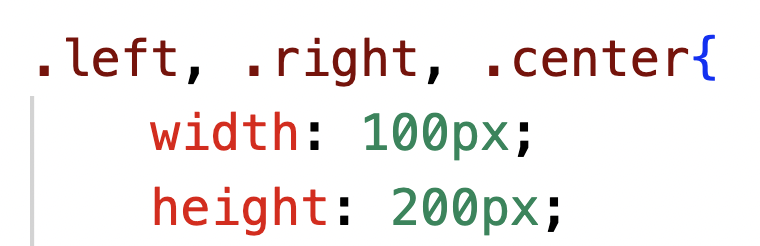 .left, .right, .center{
width: 100px;
height: 200px;